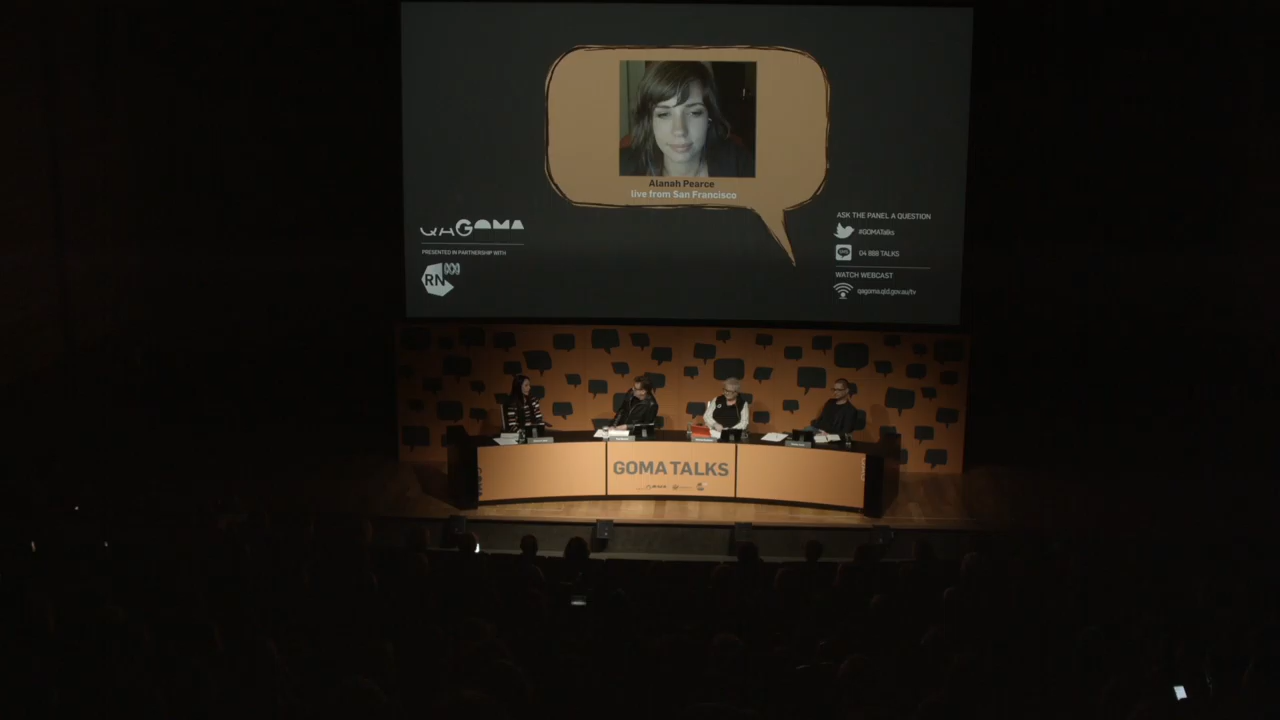 Alanah Pearce
live from San Francisco
QAGOMA
PRESENTED IN PARTNERSHIP WITH
RN
ABC
ASK THE PANEL A QUESTION
#GOMATalks
04 888 TALKS
WATCH WEBCAST
qagoma.qld.gov.au/tv
GOMA TALKS